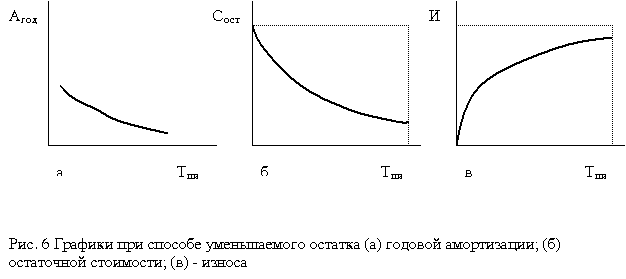 Агод Сост И
а Тпи б Тпи в Тпи
Рис. 6 Графики при способе уменьшаемого остатка (а) годовой амортизации; (б)
остаточной стоимости; (в) - износа